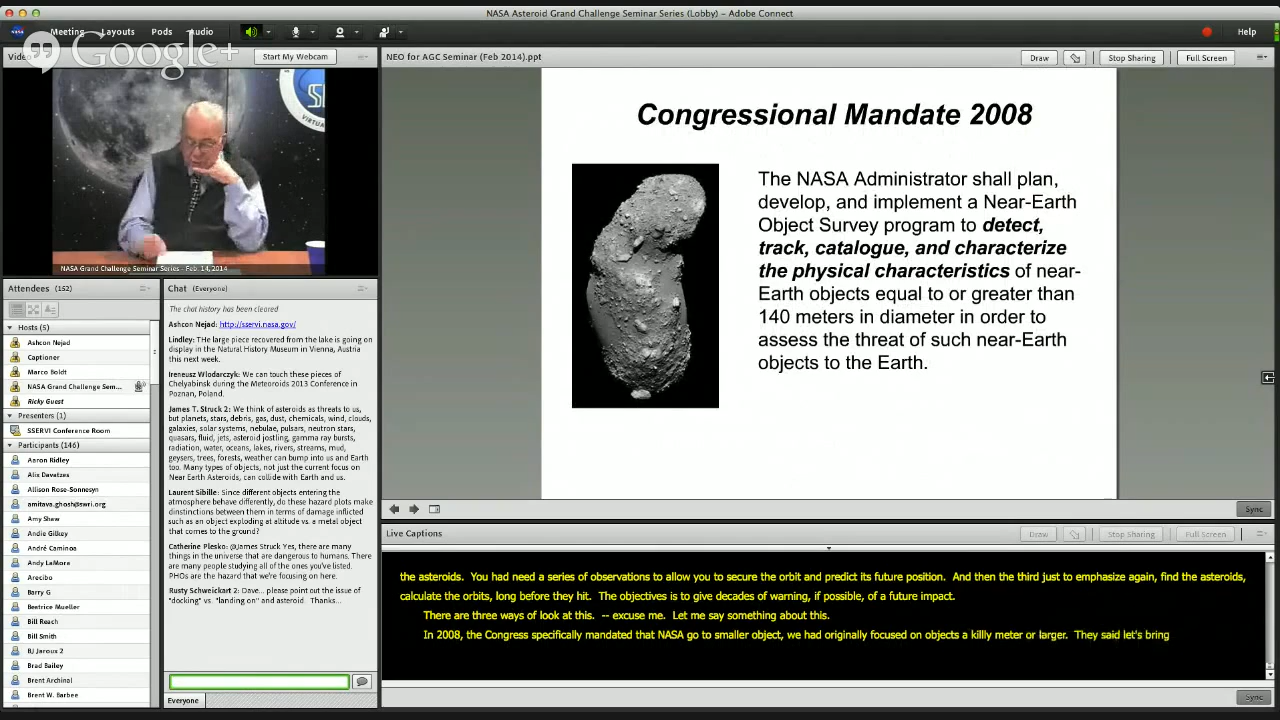 NASA Asteroid Grand Challenge Seminar Series (Lobby) – Adobe Connect
Meeting Layouts Pods Audio Help
Google+
Video
Start My Webcam
NASA Grand Challenge Seminar Series - Feb. 14, 2014
Attendees (152)
Hosts (5)
Ashcon Nejad
Captioner
Marco Boldt
NASA Grand Challenge Sem...
Ricky Guest
Presenters (1)
SSERVI Conference Room
Participants (146)
Aaron Ridley
Alix Davatzes
Allison Rose-Sonnesyn
amitava.ghosh@swri.org
Amy Shaw
Andie Gilkey
André Caminoa
Andy LaMora
Arecibo
Barry G
Beatrice Mueller
Bill Reach
Bill Smith
BJ Jaroux 2
Brad Bailey
Brent Archinal
Brent W. Barbee
Chat (Everyone)
The chat history has been cleared
Ashcon Nejad: http://sservi.nasa.gov/
Lindley: THe large piece recovered from the lake is going on
display in the Natural History Museum in Vienna, Austria
this next week.
Ireneusz Wlodarczyk: We can touch these pieces of
Chelyabinsk during the Meteoroids 2013 Conference in
Poznan, Poland.
James T. Struck 2: We think of asteroids as threats to us,
but planets, stars, debris, gas, dust, chemicals, wind, clouds,
galaxies, solar systems, nebulae, pulsars, neutron stars,
quasars, fluid, jets, asteroid jostling, gamma ray bursts,
radiation, water, oceans, lakes, rivers, streams, mud,
geysers, trees, forests, weather can bump into us and Earth
too. Many types of objects, not just the current focus on
Near Earth Asteroids, can collide with Earth and us.
Laurent Sibille: Since different objects entering the
atmosphere behave differently, do these hazard plots make
dinstinctions between them in terms of damage inflicted
such as an object exploding at altitude vs. a metal object
that comes to the ground?
Catherine Plesko: @James Struck Yes, there are many
things in the universe that are dangerous to humans. There
are many people studying all of the ones you've listed.
PHOs are the hazard that we're focusing on here.
Rusty Schweickart 2: Dave... please point out the issue of
"docking" vs. "landing on" and asteroid. Thanks...
Everyone
NEO for AGC Seminar (Feb 2014).ppt
Draw Stop Sharing Full Screen
Congressional Mandate 2008
The NASA Administrator shall plan,
develop, and implement a Near-Earth
Object Survey program to detect,
track, catalogue, and characterize
the physical characteristics of near-
Earth objects equal to or greater than
140 meters in diameter in order to
assess the threat of such near-Earth
objects to the Earth.
Sync
Live Captions
Draw Stop Sharing Full Screen
the asteroids. You had need a series of observations to allow you to secure the orbit and predict its future position. And then the third just to emphasize again, find the asteroids,
calculate the orbits, long before they hit. The objectives is to give decades of warning, if possible, of a future impact.
There are three ways of look at this. -- excuse me. Let me say something about this.
In 2008, the Congress specifically mandated that NASA go to smaller object, we had originally focused on objects a killly meter or larger. They said let's bring
Sync